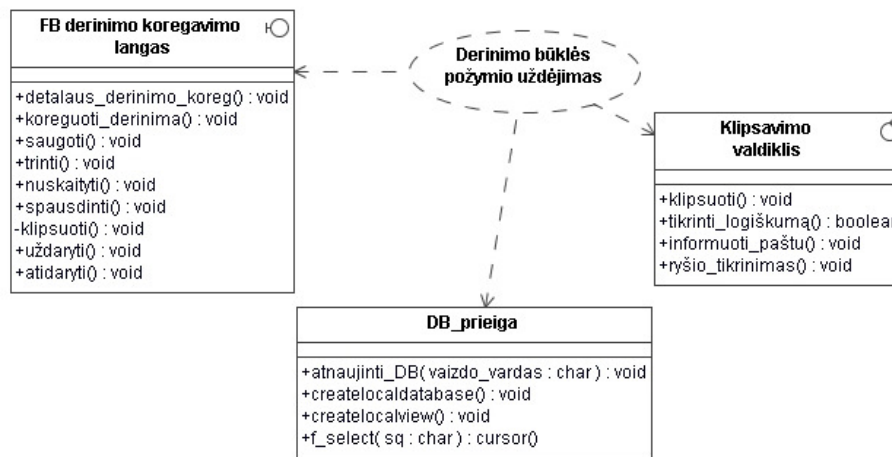 FB derinimo koregavimo
langas
+detalaus_derinimo_koreg() : void
+koreguoti_derinima() : void
+saugoti() : void
+trinti() : void
+nuskaityti() : void
+spausdinti() : void
-klipsuoti() : void
+uždaryti() : void
+atidaryti() : void
Derinimo būklės
požymio uždėjimas
Klipsavimo
valdiklis
+klipsuoti() : void
+tikrinti_logiškumą() : boolean
+informuoti_paštu() : void
+ryšio_tikrinimas() : void
DB_prieiga
+atnaujinti_DB( vaizdo_vardas : char ) : void
+createlocaldatabase() : void
+createlocalview() : void
+f_select( sq : char ) : cursor()